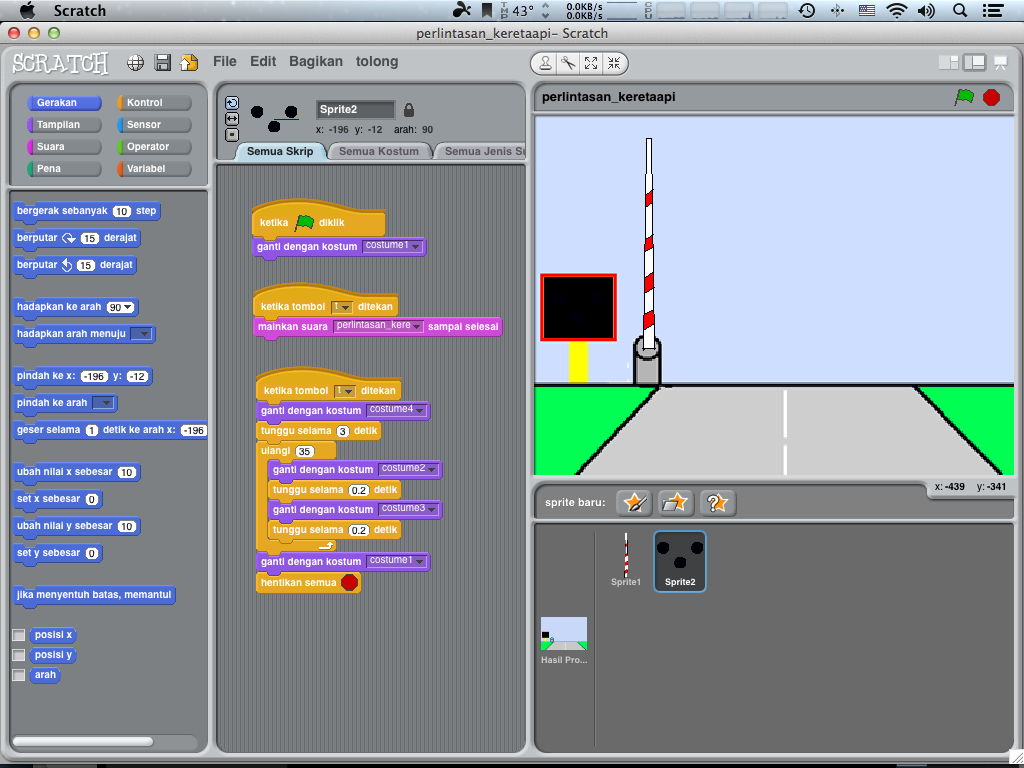 Scratch
43°
0.0KB/s
0.0KB/s
perlintasan_keretaapi- Scratch
SCRATCH
File Edit Bagikan tolong
Gerakan
Kontrol
Tampilan
Sensor
Suara
Operator
Pena
Variabel
bergerak sebanyak 10 step
berputar 15 derajat
berputar 15 derajat
hadapkan ke arah 90
hadapkan arah menuju
pindah ke x: -196 y: -12
pindah ke arah
geser selama 1 detik ke arah x: -196
ubah nilai x sebesar 10
set x sebesar 0
ubah nilai y sebesar 10
set y sebesar 0
jika menyentuh batas, memantul
posisi x
posisi y
arah
Sprite2
x: -196 y: -12 arah: 90
Semua Skrip
Semua Kostum
Semua Jenis Su
ketika diklik
ganti dengan kostum costume1
ketika tombol t ditekan
mainkan suara perlintasan_kere sampai selesai
ketika tombol t ditekan
ganti dengan kostum costume4
tunggu selama 3 detik
ulangi 35
ganti dengan kostum costume2
tunggu selama 0.2 detik
ganti dengan kostum costume3
tunggu selama 0.2 detik
ganti dengan kostum costume1
hentikan semua
perlintasan_keretaapi
x: -439 y: -341
sprite baru:
Sprite1
Sprite2
Hasil Pro...